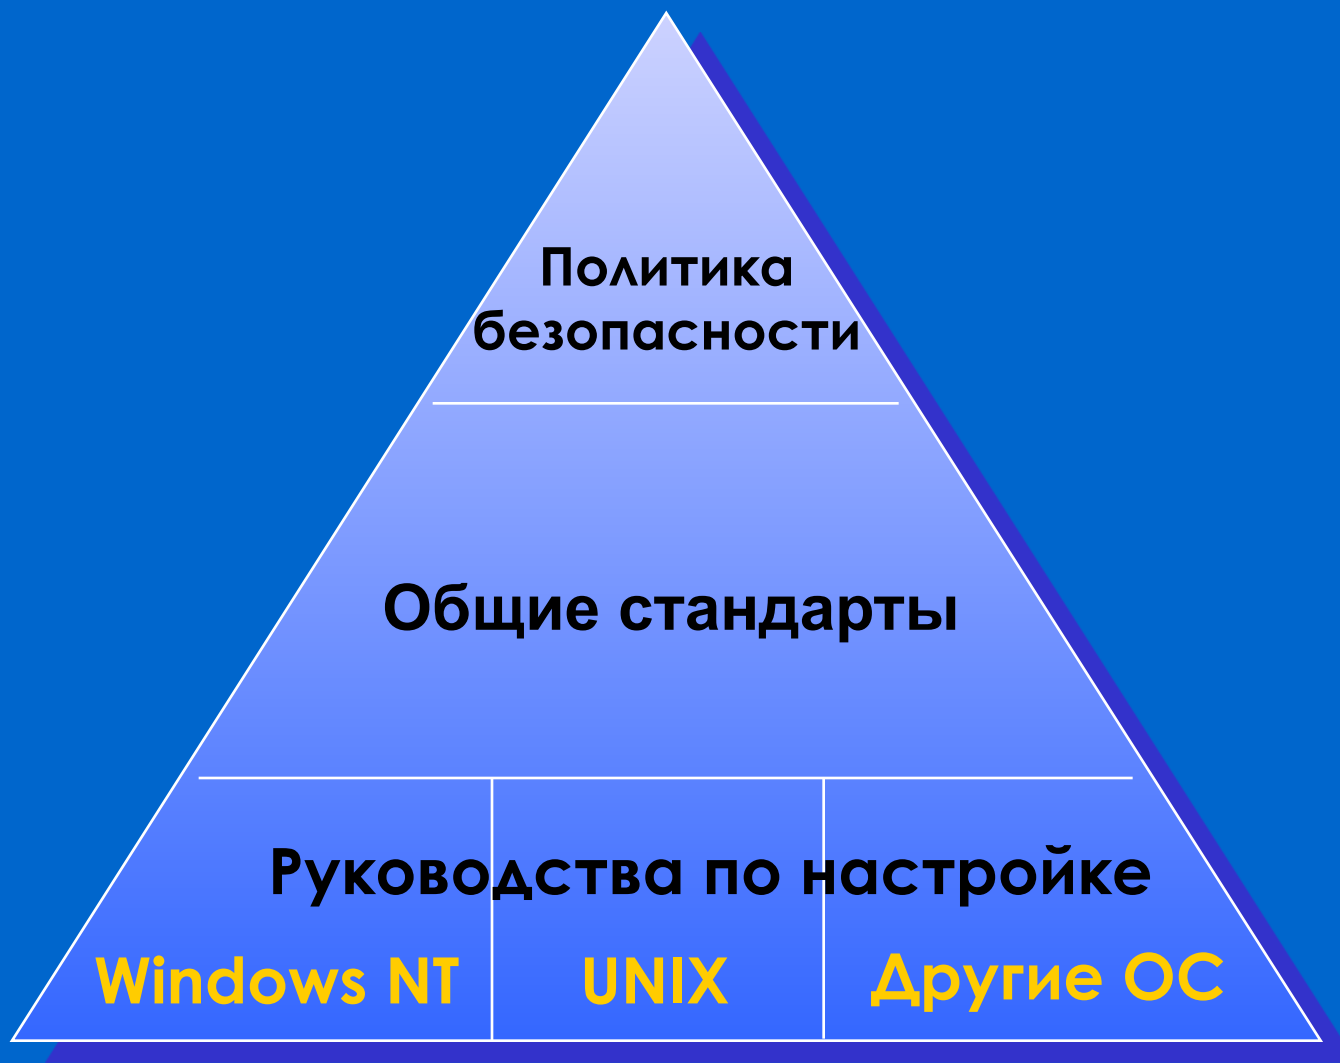 Политика
безопасности
Общие стандарты
Руководства по настройке
Windows NT
UNIX
Другие ОС